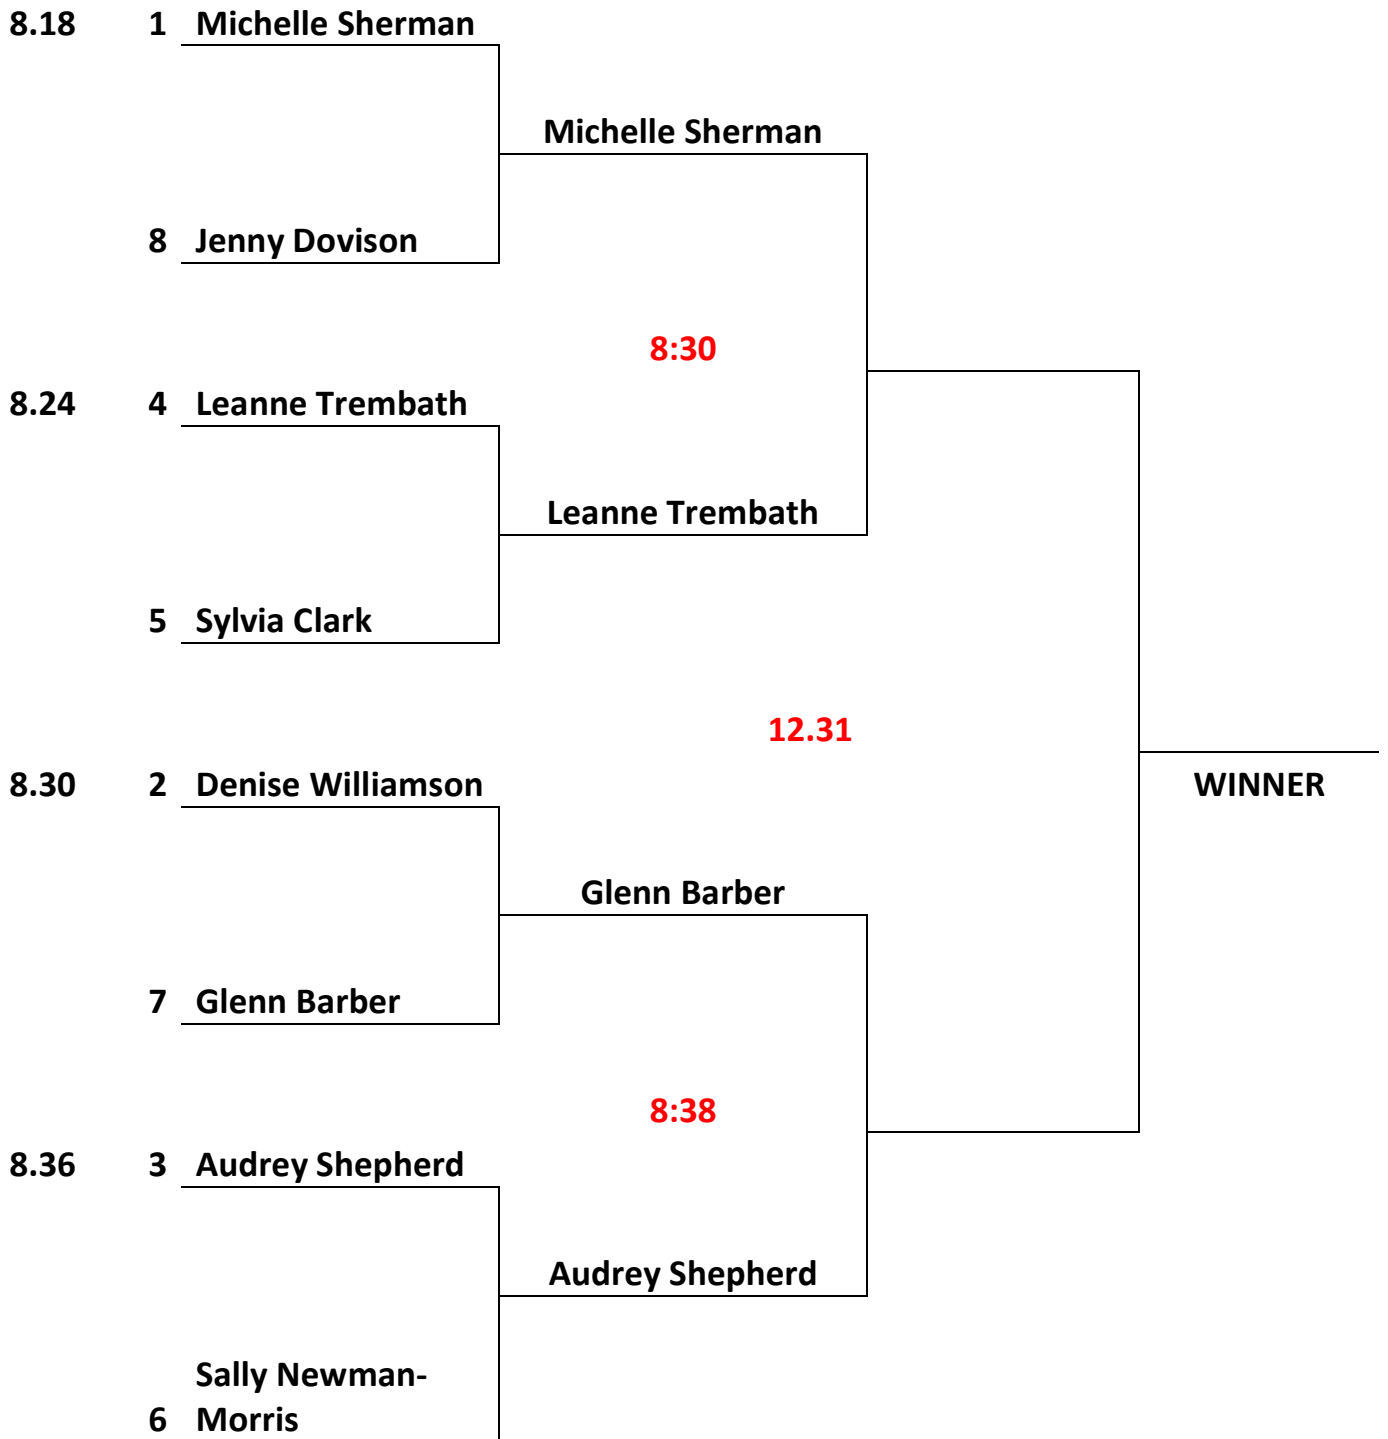 8.18 1 Michelle Sherman
Michelle Sherman
8 Jenny Dovison
8:30
8.24 4 Leanne Trembath
Leanne Trembath
5 Sylvia Clark
12.31
8.30 2 Denise Williamson
WINNER
Glenn Barber
7 Glenn Barber
8:38
8.36 3 Audrey Shepherd
Audrey Shepherd
Sally Newman-
6 Morris